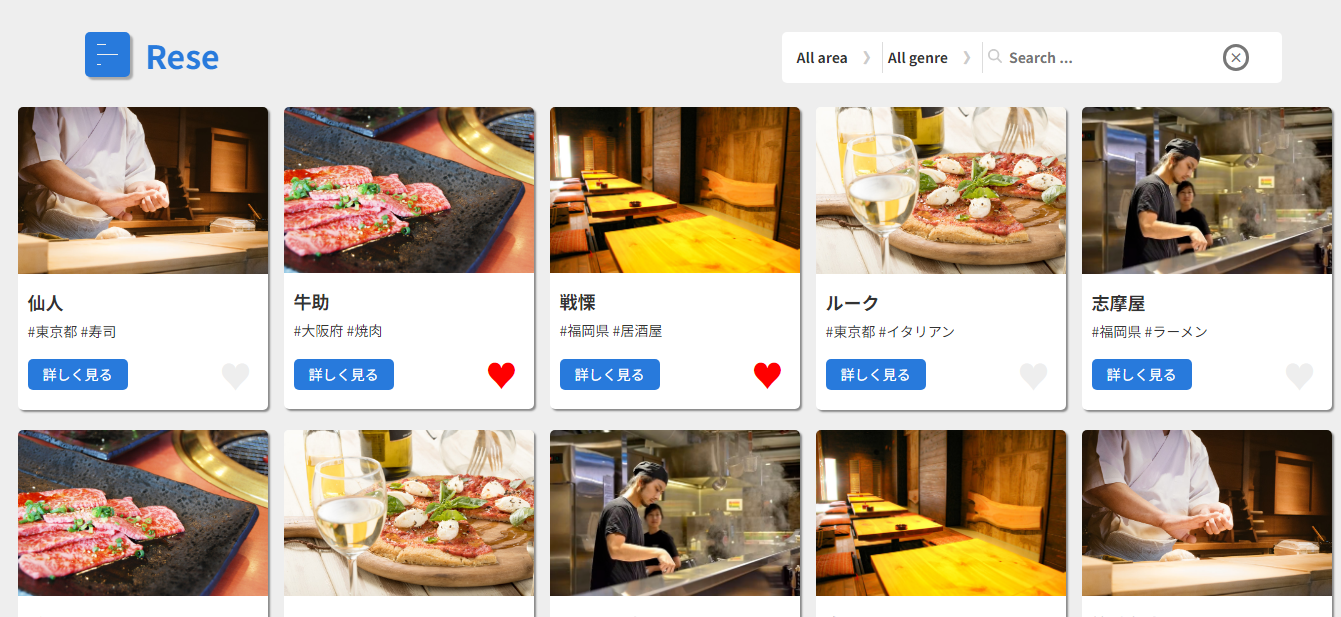 Rese
All area
All genre
Search ...
仙人
#東京都 #寿司
詳しく見る
牛助
#大阪府 #焼肉
詳しく見る
戦慄
#福岡県 #居酒屋
詳しく見る
ルーク
#東京都 #イタリアン
詳しく見る
志摩屋
#福岡県 #ラーメン
詳しく見る